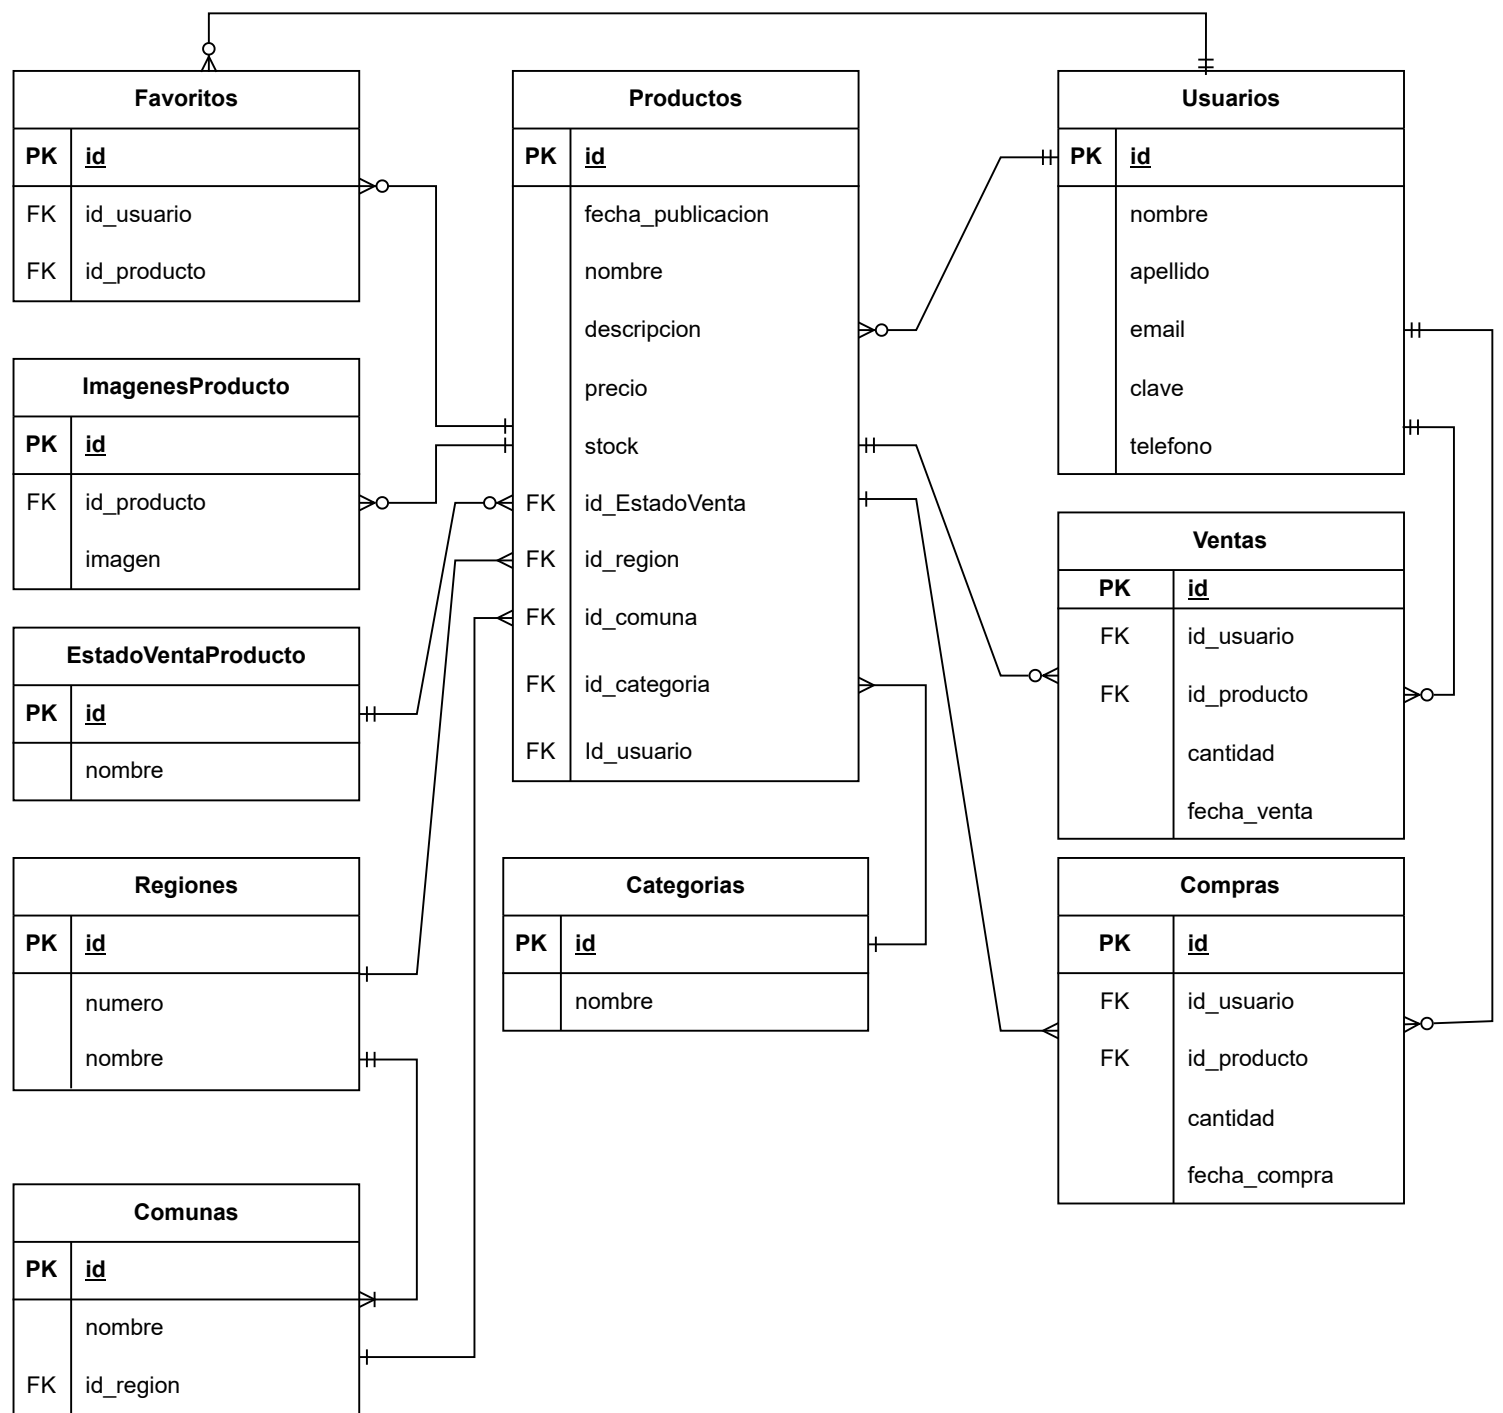 Favoritos
PK id
FK id_usuario
FK id_producto
ImagenesProducto
PK id
FK id_producto
imagen
EstadoVentaProducto
PK id
nombre
Regiones
PK id
numero
nombre
Comunas
PK id
nombre
FK id_region
Productos
PK id
fecha_publicacion
nombre
descripcion
precio
stock
FK id_EstadoVenta
FK id_region
FK id_comuna
FK id_categoria
FK Id_usuario
Categorias
PK id
nombre
Usuarios
PK id
nombre
apellido
email
clave
telefono
Ventas
PK id
FK id_usuario
FK id_producto
cantidad
fecha_venta
Compras
PK id
FK id_usuario
FK id_producto
cantidad
fecha_compra